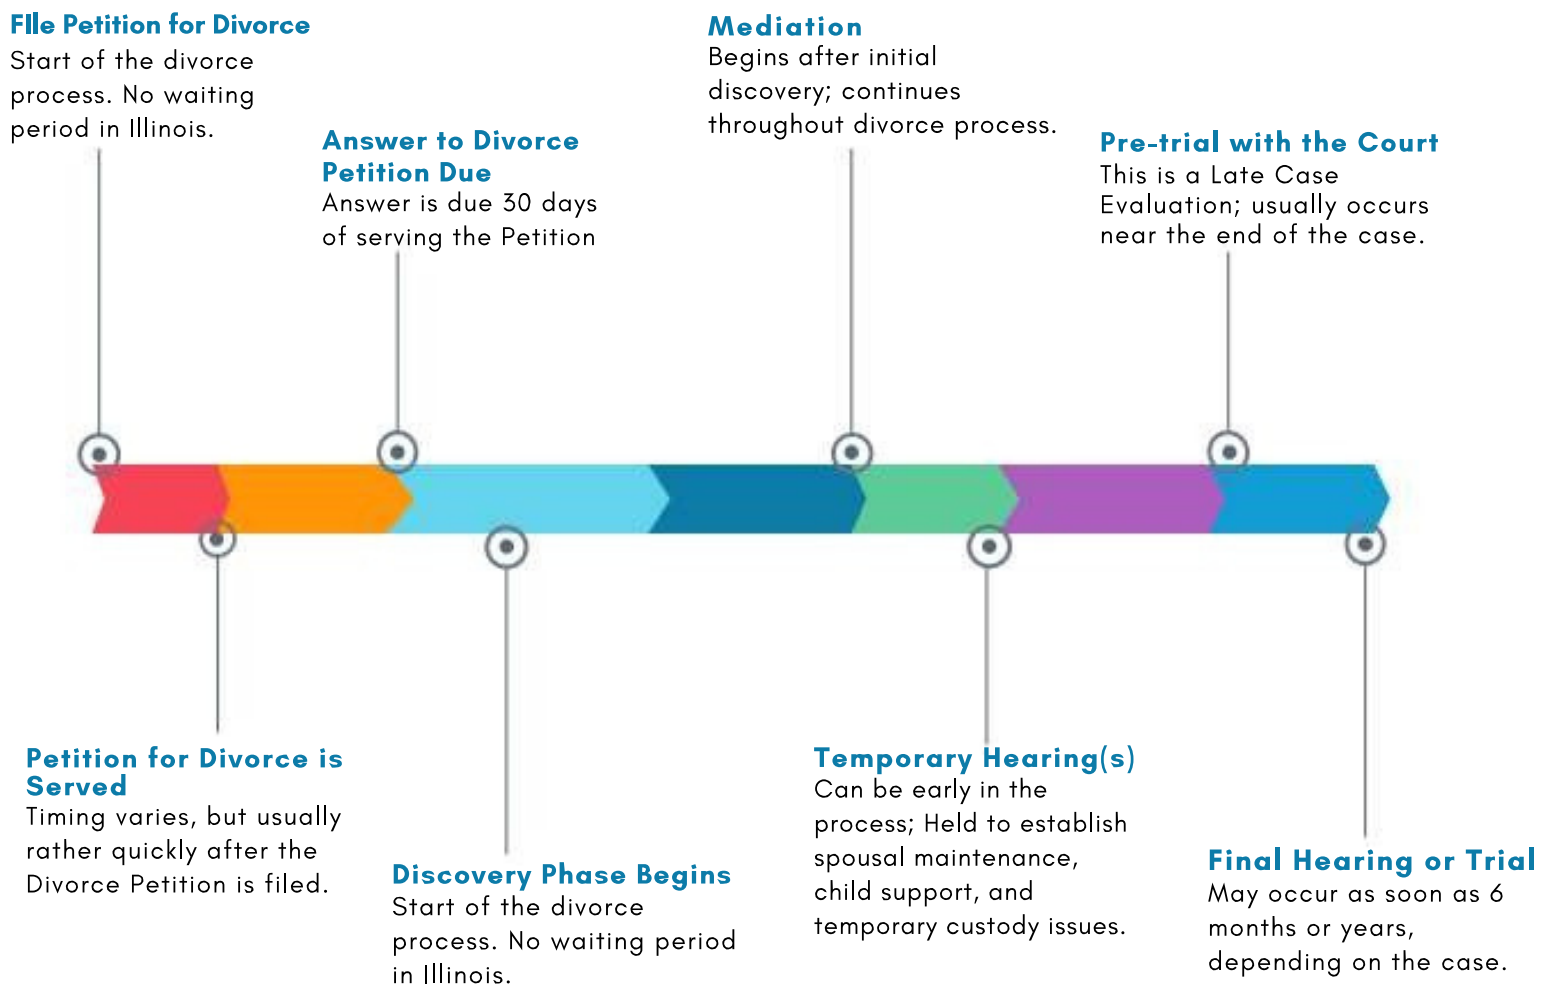 FIle Petition for Divorce
Start of the divorce
process. No waiting
period in Illinois.
Petition for Divorce is
Served
Timing varies, but usually
rather quickly after the
Divorce Petition is filed.
Answer to Divorce
Petition Due
Answer is due 30 days
of serving the Petition
Discovery Phase Begins
Start of the divorce
process. No waiting period
in Illinois.
Mediation
Begins after initial
discovery; continues
throughout divorce process.
Temporary Hearing(s)
Can be early in the
process; Held to establish
spousal maintenance,
child support, and
temporary custody issues.
Pre-trial with the Court
This is a Late Case
Evaluation; usually occurs
near the end of the case.
Final Hearing or Trial
May occur as soon as 6
months or years,
depending on the case.